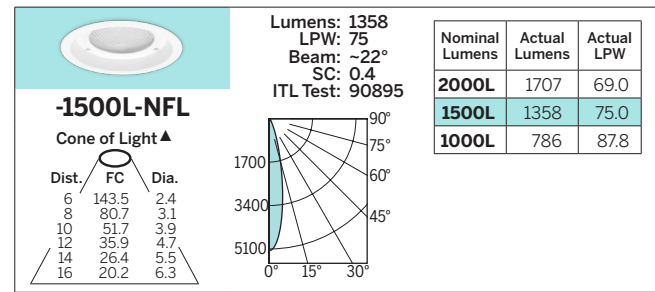 -1500L-NFL
Cone of Light▲
Dist. FC Dia.
6 143.5 2.4
8 80.7 3.1
10 51.7 3.9
12 35.9 4.7
14 26.4 5.5
16 20.2 6.3
Lumens: 1358
LPW: 75
Beam: ~22°
SC: 0.4
ITL Test: 90895
90°
75°
1700
60°
3400
45°
5100
0° 15° 30°
Nominal Lumens Actual Lumens Actual LPW
2000L 1707 69.0
1500L 1358 75.0
1000L 786 87.8